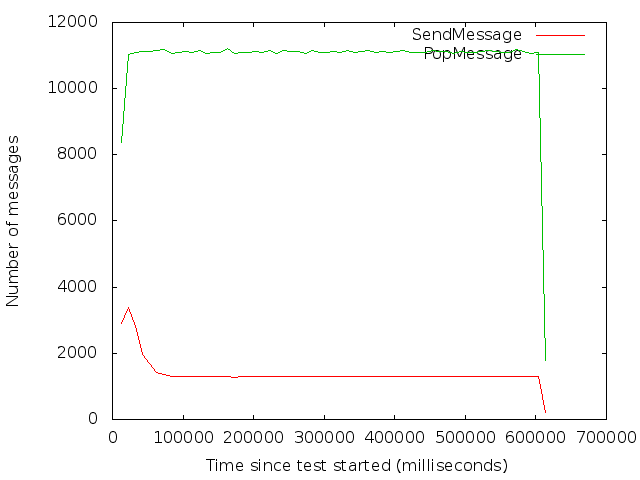 12000
10000
8000
6000
4000
2000
0
Number of messages
SendMessage
PopMessage
0 100000 200000 300000 400000 500000 600000 700000
Time since test started (milliseconds)